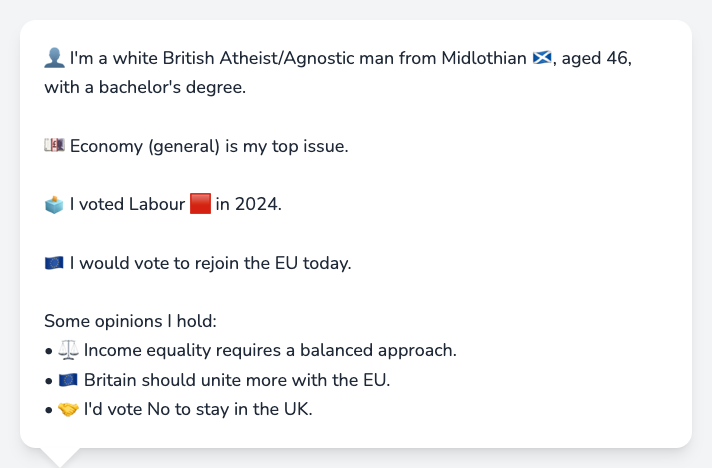 👤 I'm a white British Atheist/Agnostic man from Midlothian 🏴󠁧󠁢󠁳󠁣󠁴󠁿, aged 46,
with a bachelor's degree.
💷 Economy (general) is my top issue.
🗳️ I voted Labour 🟥 in 2024.
🇪🇺 I would vote to rejoin the EU today.
Some opinions I hold:
• ⚖️ Income equality requires a balanced approach.
• 🇪🇺 Britain should unite more with the EU.
• 🤝 I'd vote No to stay in the UK.